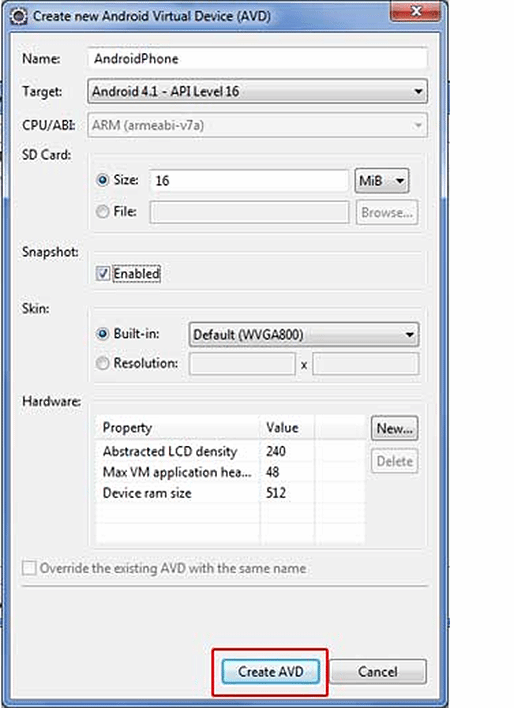 Create new Android Virtual Device (AVD)
Name: AndroidPhone
Target: Android 4.1 - API Level 16
CPU/ABI: ARM (armeabi-v7a)
SD Card:
Size: 16 MiB
File: Browse...
Snapshot:
Enabled
Skin:
Built-in: Default (WVGA800)
Resolution: x
Hardware:
Property Value New...
Abstracted LCD density 240
Max VM application hea... 48 Delete
Device ram size 512
Override the existing AVD with the same name
Create AVD Cancel